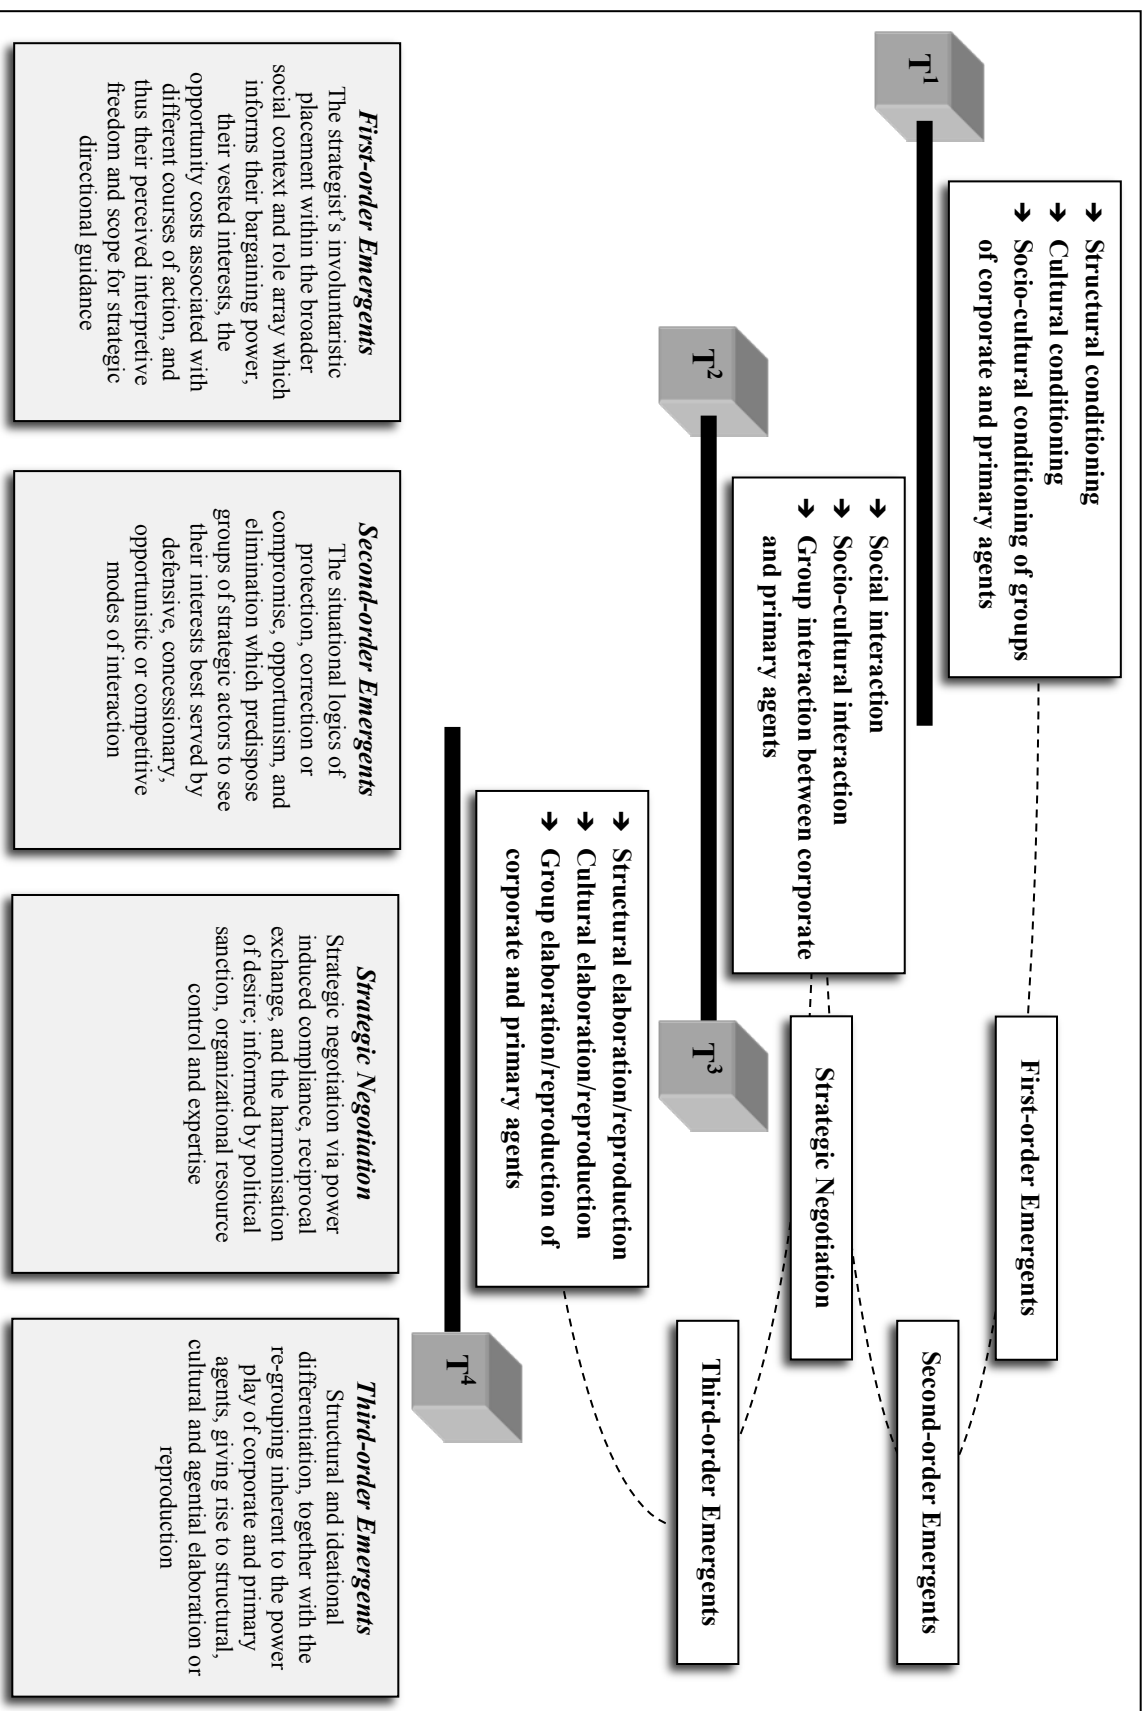 T1
→ Structural conditioning
→ Cultural conditioning
→ Socio-cultural conditioning of groups
of corporate and primary agents
First-order Emergents
Second-order Emergents
T2
→ Social interaction
→ Socio-cultural interaction
→ Group interaction between corporate
and primary agents
T3
Strategic Negotiation
Third-order Emergents
→ Structural elaboration/reproduction
→ Cultural elaboration/reproduction
→ Group elaboration/reproduction of
corporate and primary agents
T4
First-order Emergents
The strategist’s involuntaristic
placement within the broader
social context and role array which
informs their bargaining power,
their vested interests, the
opportunity costs associated with
different courses of action, and
thus their perceived interpretive
freedom and scope for strategic
directional guidance
Second-order Emergents
The situational logics of
protection, correction or
compromise, opportunism, and
elimination which predispose
groups of strategic actors to see
their interests best served by
defensive, concessionary,
opportunistic or competitive
modes of interaction
Strategic Negotiation
Strategic negotiation via power
induced compliance, reciprocal
exchange, and the harmonisation
of desire; informed by political
sanction, organizational resource
control and expertise
Third-order Emergents
Structural and ideational
differentiation, together with the
re-grouping inherent to the power
play of corporate and primary
agents, giving rise to structural,
cultural and agential elaboration or
reproduction